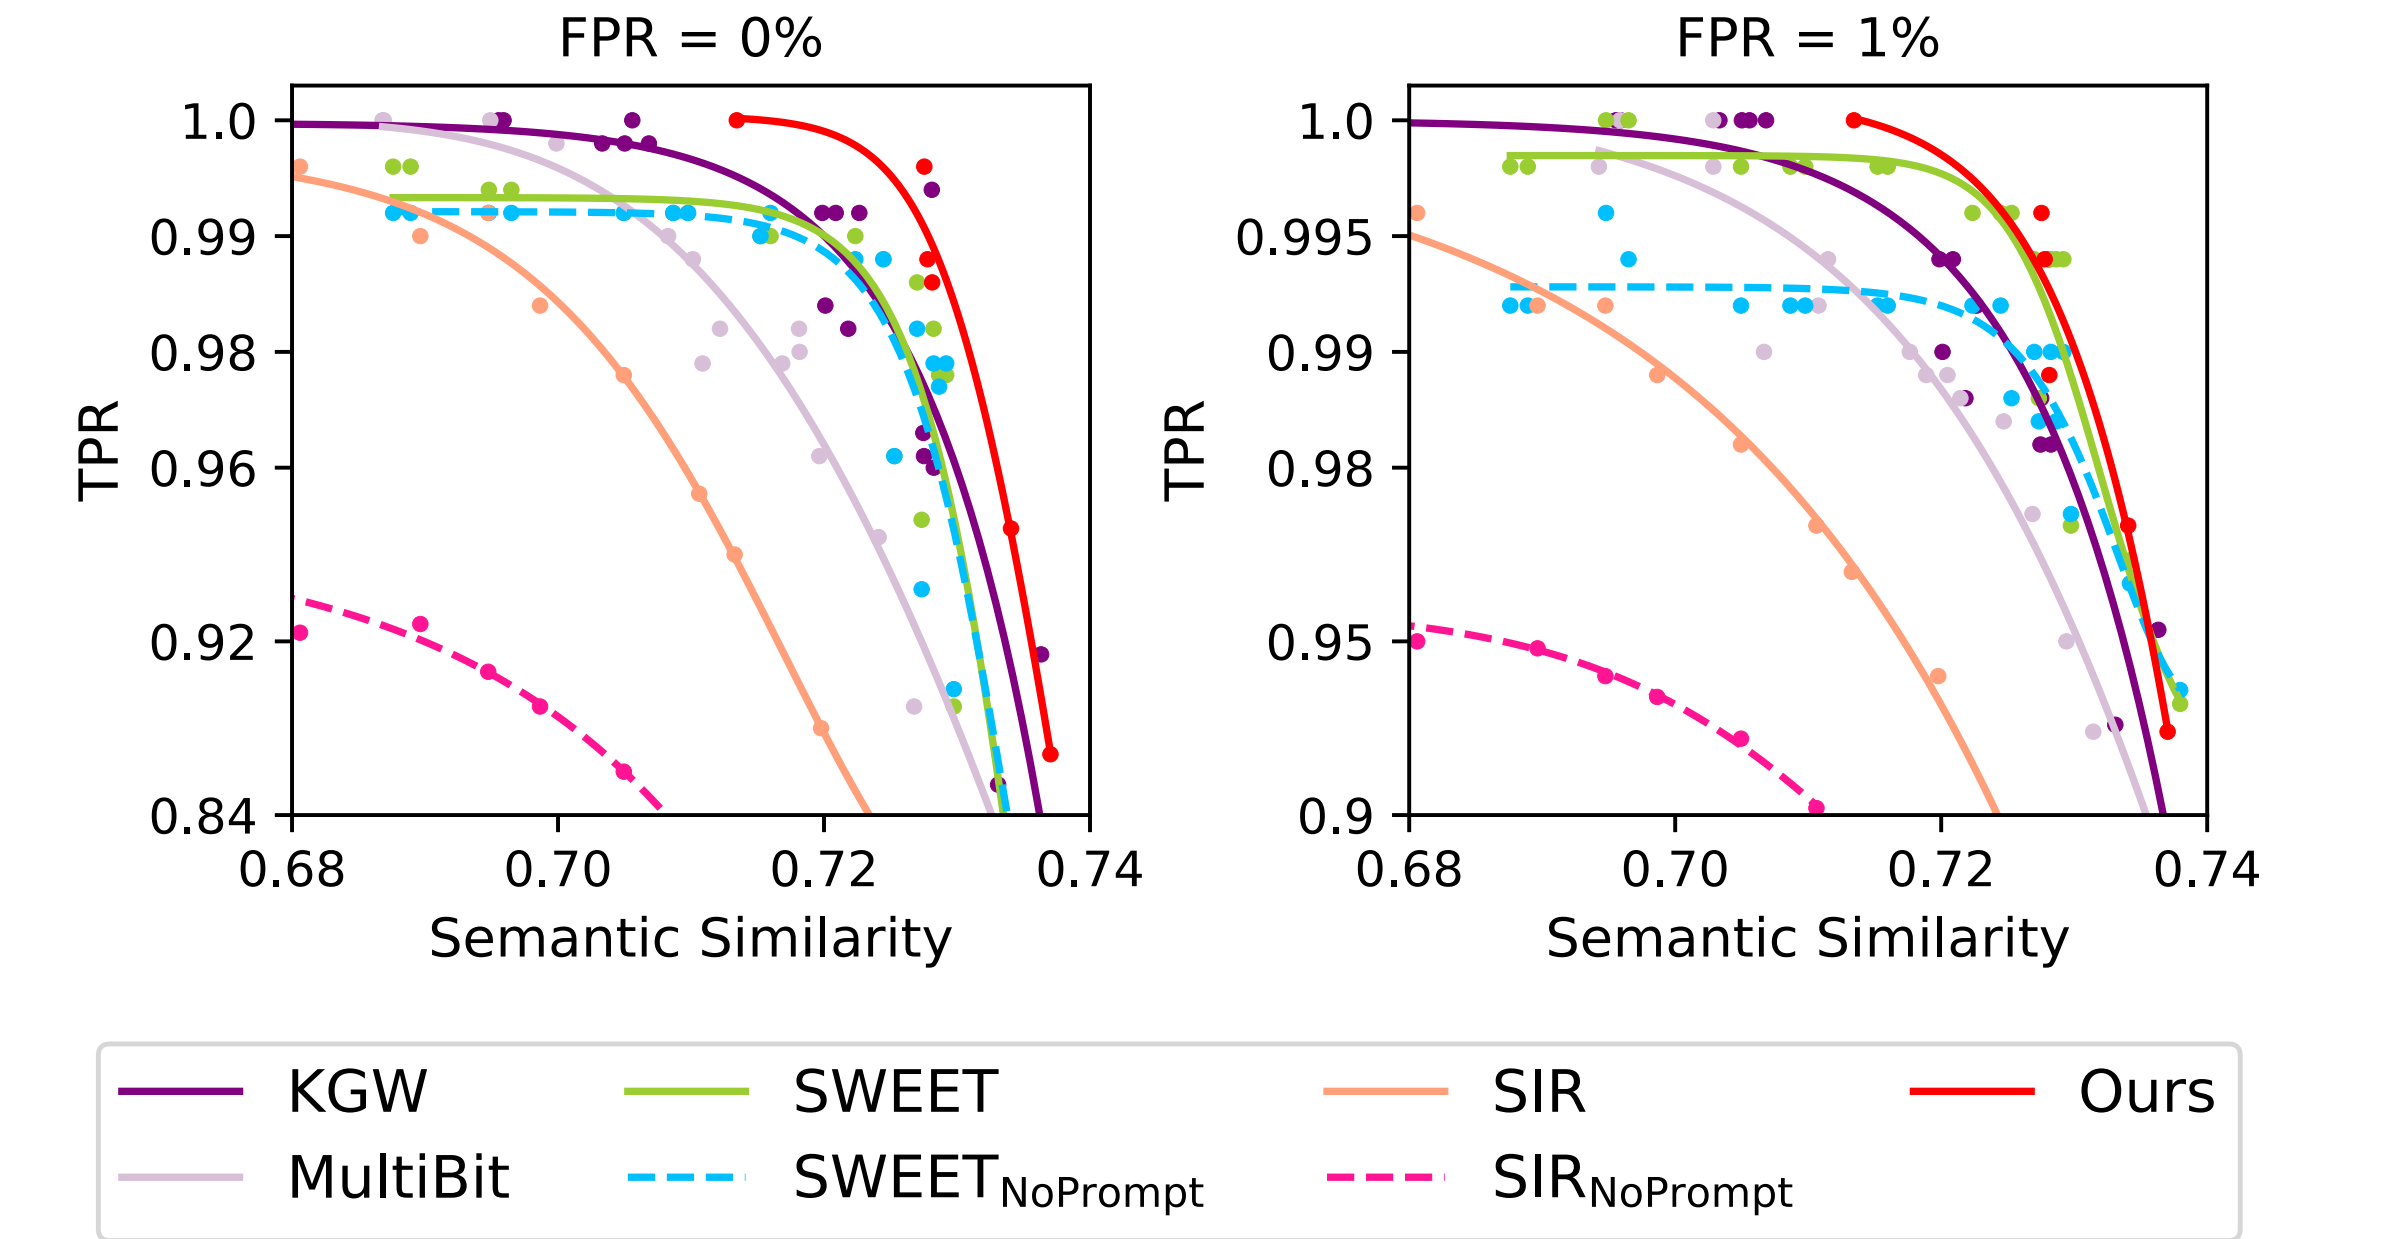 FPR = 0%
FPR = 1%
1.0
0.99
0.98
0.96
0.92
0.84
TPR
0.68 0.70 0.72 0.74
Semantic Similarity
1.0
0.995
0.99
0.98
0.95
0.9
TPR
0.68 0.70 0.72 0.74
Semantic Similarity
KGW SWEET SIR Ours
MultiBit SWEET_NoPrompt SIR_NoPrompt